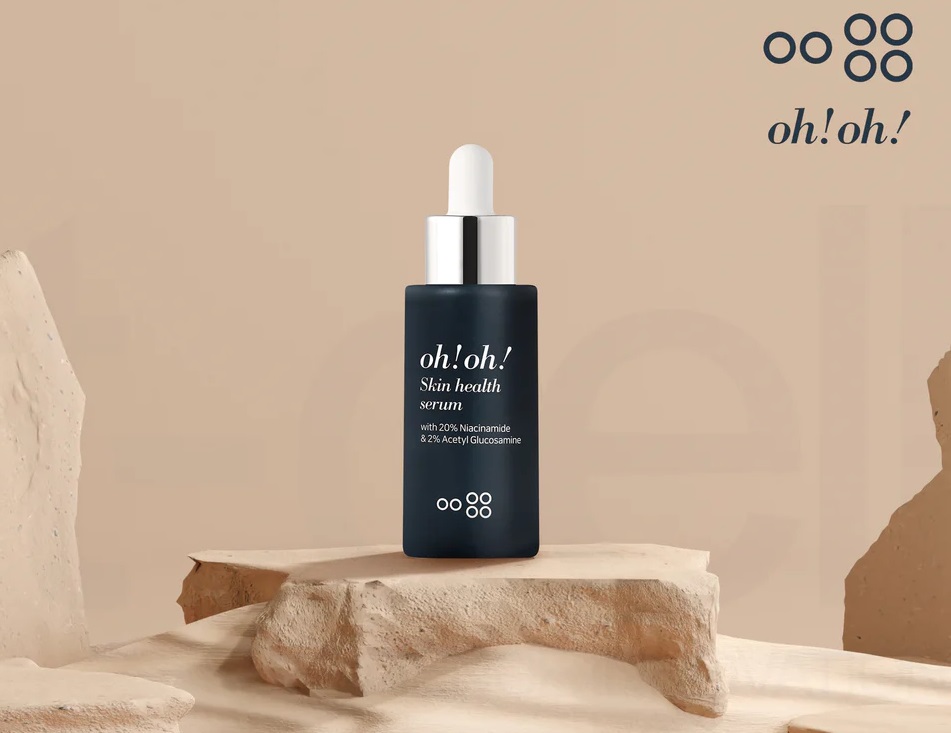 oh!oh!
oh!oh!
Skin health
serum
with 20% Niacinamide
& 2% Acetyl Glucosamine